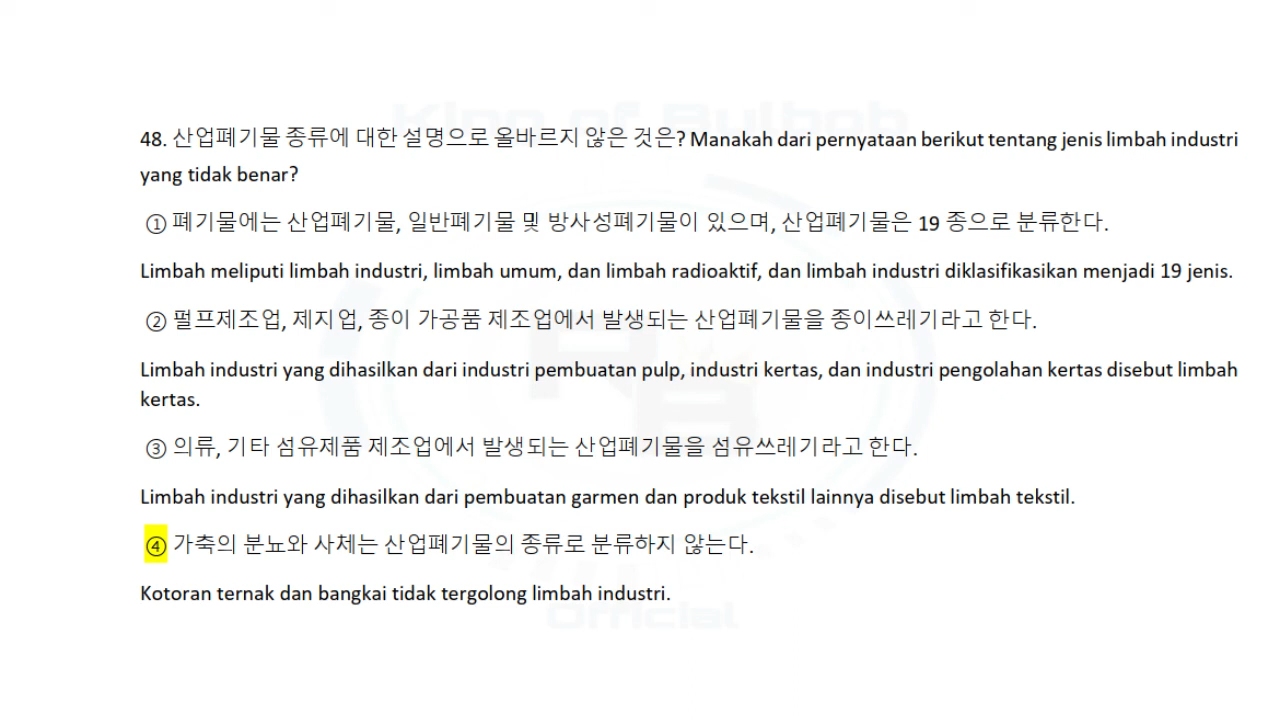 King of Bulbob
48. 산업폐기물 종류에 대한 설명으로 올바르지 않은 것은? Manakah dari pernyataan berikut tentang jenis limbah industri
yang tidak benar?
① 폐기물에는 산업폐기물, 일반폐기물 및 방사성폐기물이 있으며, 산업폐기물은 19 종으로 분류한다.
Limbah meliputi limbah industri, limbah umum, dan limbah radioaktif, dan limbah industri diklasifikasikan menjadi 19 jenis.
② 펄프제조업, 제지업, 종이 가공품 제조업에서 발생되는 산업폐기물을 종이쓰레기라고 한다.
Limbah industri yang dihasilkan dari industri pembuatan pulp, industri kertas, dan industri pengolahan kertas disebut limbah
kertas.
③ 의류, 기타 섬유제품 제조업에서 발생되는 산업폐기물을 섬유쓰레기라고 한다.
Limbah industri yang dihasilkan dari pembuatan garmen dan produk tekstil lainnya disebut limbah tekstil.
④ 가축의 분뇨와 사체는 산업폐기물의 종류로 분류하지 않는다.
Kotoran ternak dan bangkai tidak tergolong limbah industri.
Official